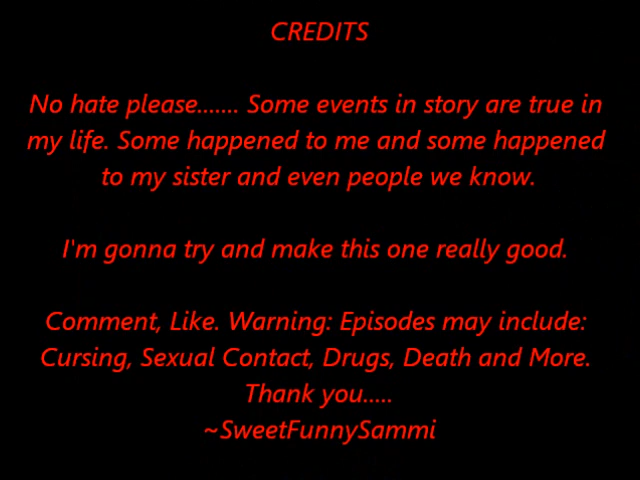 CREDITS
No hate please....... Some events in story are true in
my life. Some happened to me and some happened
to my sister and even people we know.
I'm gonna try and make this one really good.
Comment, Like. Warning: Episodes may include:
Cursing, Sexual Contact, Drugs, Death and More.
Thank you.....
~SweetFunnySammi